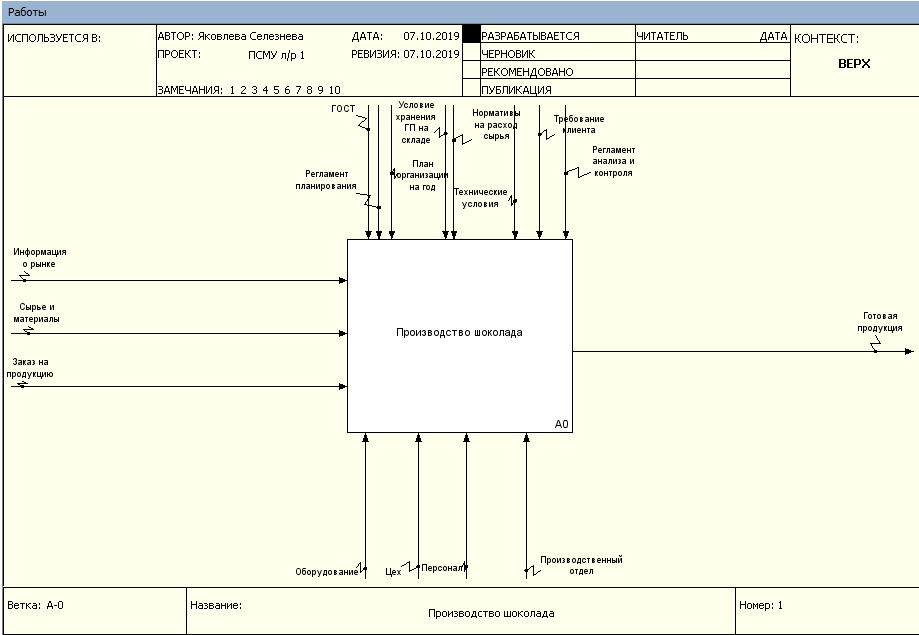 Работы
ИСПОЛЬЗУЕТСЯ В:
АВТОР: Яковлева Селезнева
ДАТА: 07.10.2019
ПРОЕКТ: ПСМУ л/р 1
РЕВИЗИЯ: 07.10.2019
ЗАМЕЧАНИЯ: 1 2 3 4 5 6 7 8 9 10
РАЗРАБАТЫВАЕТСЯ
ЧЕРНОВИК
РЕКОМЕНДОВАНО
ПУБЛИКАЦИЯ
ЧИТАТЕЛЬ
ДАТА
КОНТЕКСТ:
ВЕРХ
ГОСТ
Регламент
планирования
План
организации
на год
Условие
хранения
ГП на
складе
Нормативы
на расход
сырья
Технические
условия
Требование
клиента
Регламент
анализа и
контроля
Информация
о рынке
Сырье и
материалы
Заказ на
продукцию
Производство шоколада
A0
Готовая
продукция
Оборудование
Цех
Персонал
Производственный
отдел
Ветка: A-0
Название:
Производство шоколада
Номер: 1